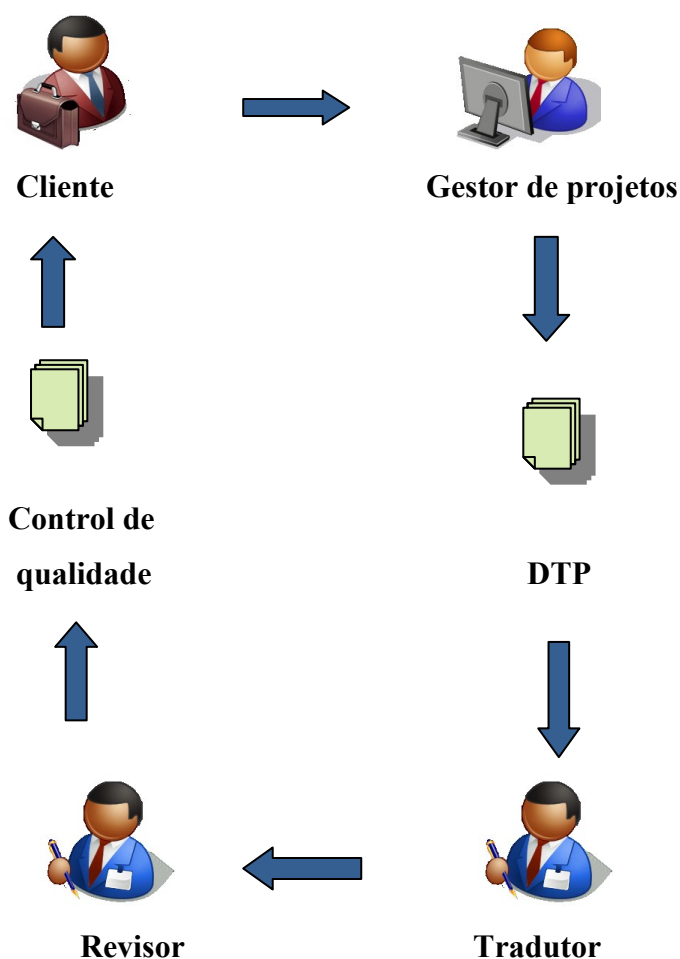 Cliente
Gestor de projetos
Control de
qualidade
DTP
Revisor
Tradutor